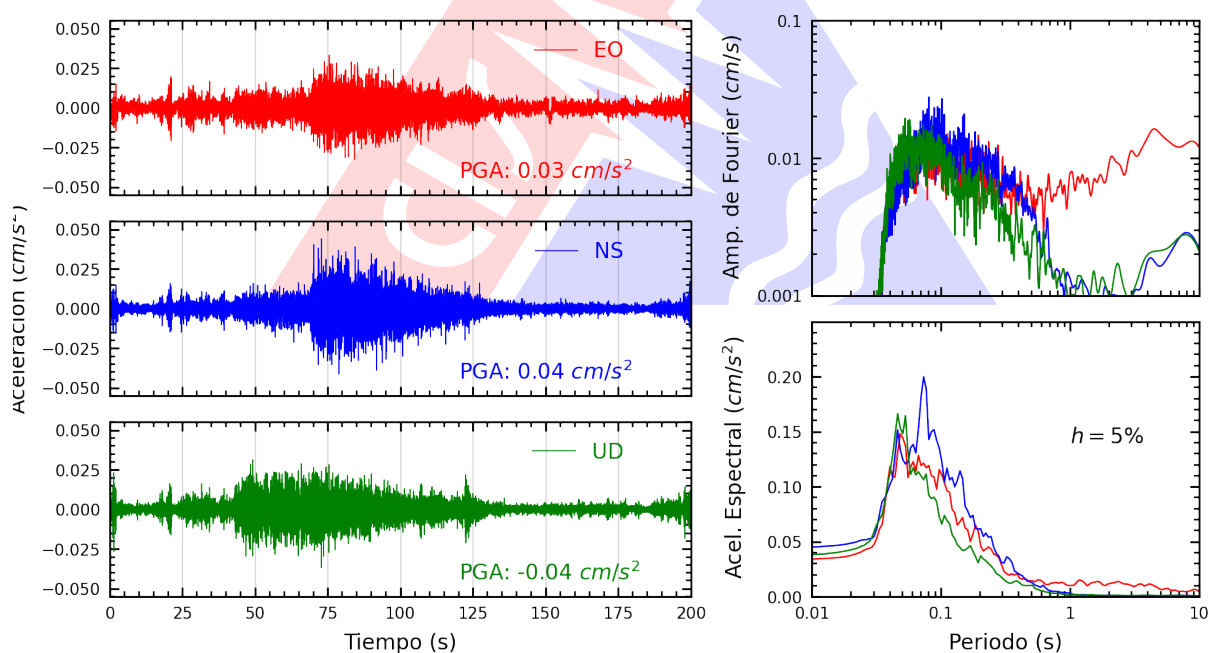 Aceleracion (cm/s²)
0.050
0.025
0.000
−0.025
−0.050
EO
PGA: 0.03 cm/s²
0.050
0.025
0.000
−0.025
−0.050
NS
PGA: 0.04 cm/s²
0.050
0.025
0.000
−0.025
−0.050
UD
PGA: -0.04 cm/s²
0 25 50 75 100 125 150 175 200
Tiempo (s)
Amp. de Fourier (cm/s)
0.1
0.01
0.001
Acel. Espectral (cm/s²)
0.20
0.15
0.10
0.05
0.00
h = 5%
0.01 0.1 1 10
Periodo (s)